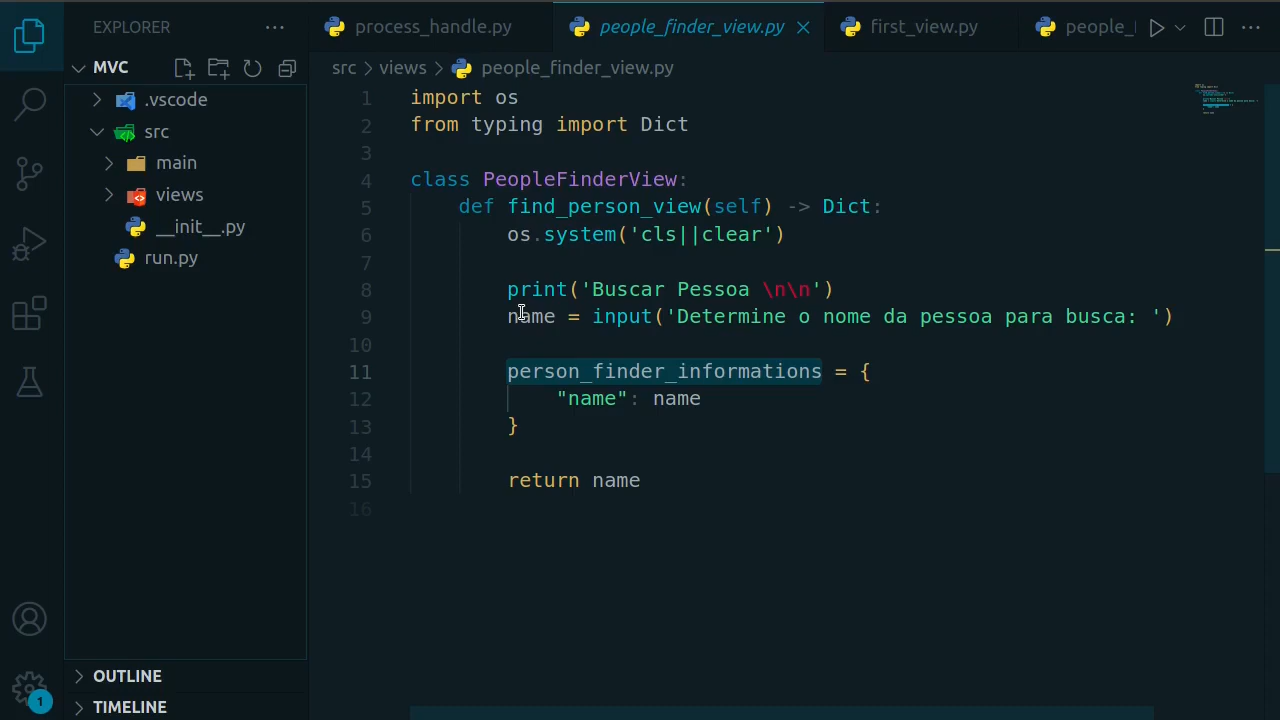 EXPLORER
process_handle.py
people_finder_view.py
first_view.py
people_
MVC
src
views
people_finder_view.py
.vscode
src
main
views
__init__.py
run.py
1 import os
2 from typing import Dict
3
4 class PeopleFinderView:
5 def find_person_view(self) -> Dict:
6 os.system('cls||clear')
7
8 print('Buscar Pessoa \n\n')
9 name = input('Determine o nome da pessoa para busca: ')
10
11 person_finder_informations = {
12 "name": name
13 }
14
15 return name
16
OUTLINE
TIMELINE
1